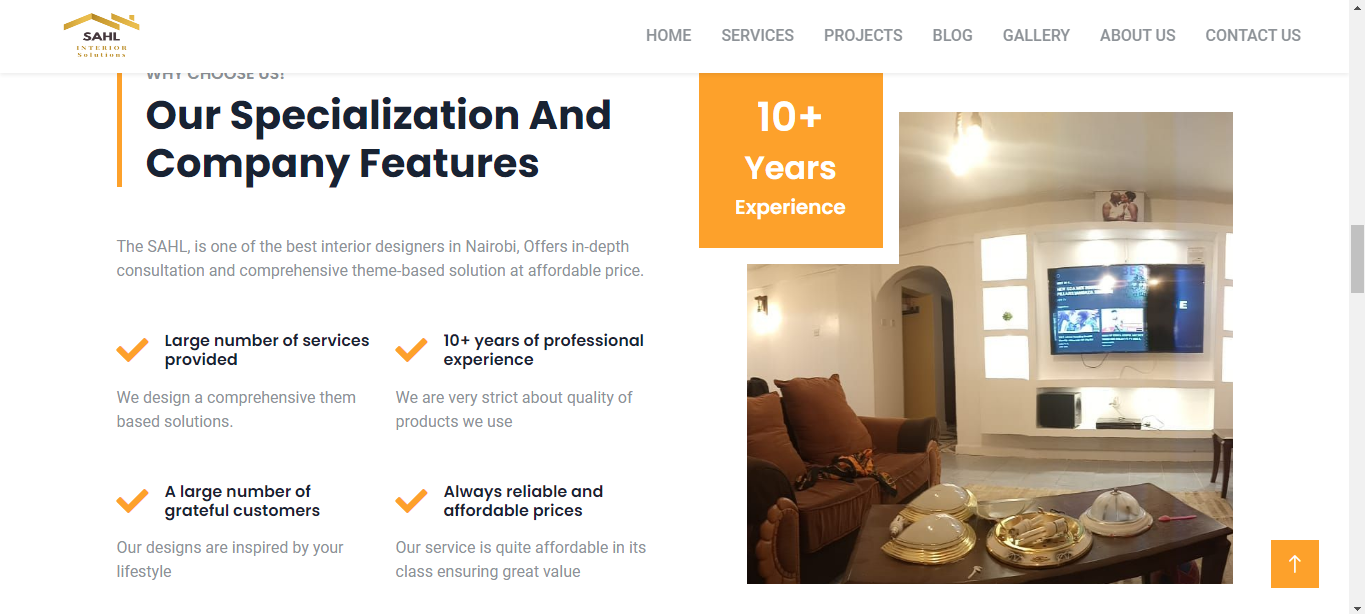 SAHL
INTERIOR
Solutions
HOME SERVICES PROJECTS BLOG GALLERY ABOUT US CONTACT US
WHY CHOOSE US!
Our Specialization And
Company Features
The SAHL, is one of the best interior designers in Nairobi, Offers in-depth
consultation and comprehensive theme-based solution at affordable price.
Large number of services
provided
We design a comprehensive them
based solutions.
10+ years of professional
experience
We are very strict about quality of
products we use
A large number of
grateful customers
Our designs are inspired by your
lifestyle
Always reliable and
affordable prices
Our service is quite affordable in its
class ensuring great value
10+
Years
Experience